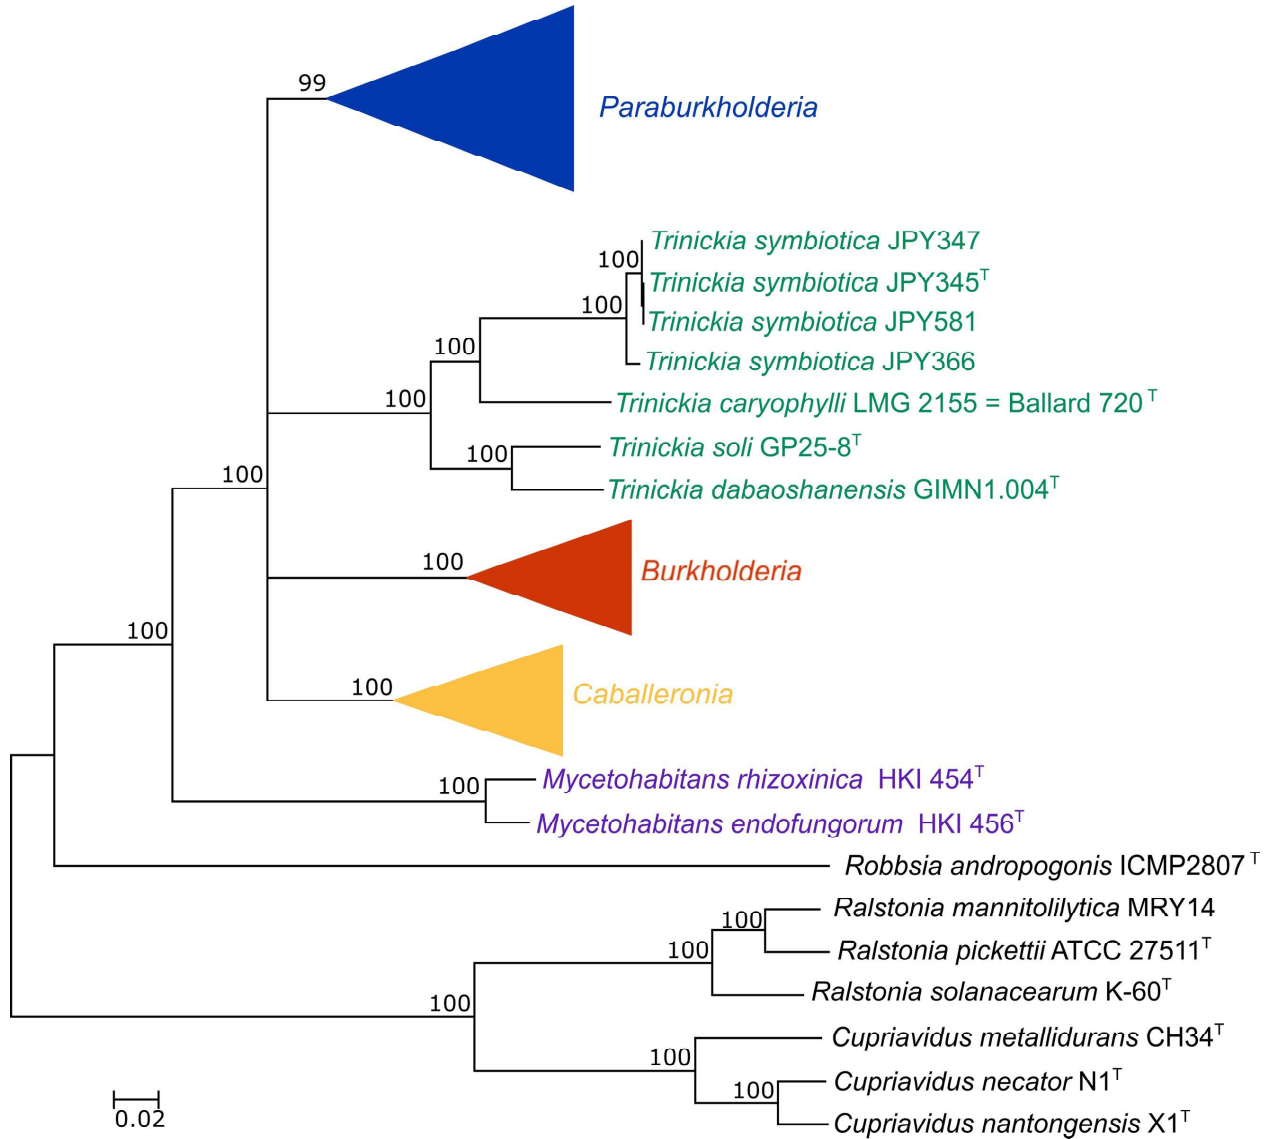 99
Paraburkholderia
Trinickia symbiotica JPY347
100
Trinickia symbiotica JPY345ᵀ
100
Trinickia symbiotica JPY581
100
Trinickia symbiotica JPY366
100
Trinickia caryophylli LMG 2155 = Ballard 720 ᵀ
Trinickia soli GP25-8ᵀ
100
100
Trinickia dabaoshanensis GIMN1.004ᵀ
100
Burkholderia
100
100
Caballeronia
100
Mycetohabitans rhizoxinica HKI 454ᵀ
Mycetohabitans endofungorum HKI 456ᵀ
Robbsia andropogonis ICMP2807 ᵀ
Ralstonia mannitolilytica MRY14
100
100
Ralstonia pickettii ATCC 27511ᵀ
Ralstonia solanacearum K-60ᵀ
100
Cupriavidus metallidurans CH34ᵀ
100
Cupriavidus necator N1ᵀ
100
0.02
Cupriavidus nantongensis X1ᵀ